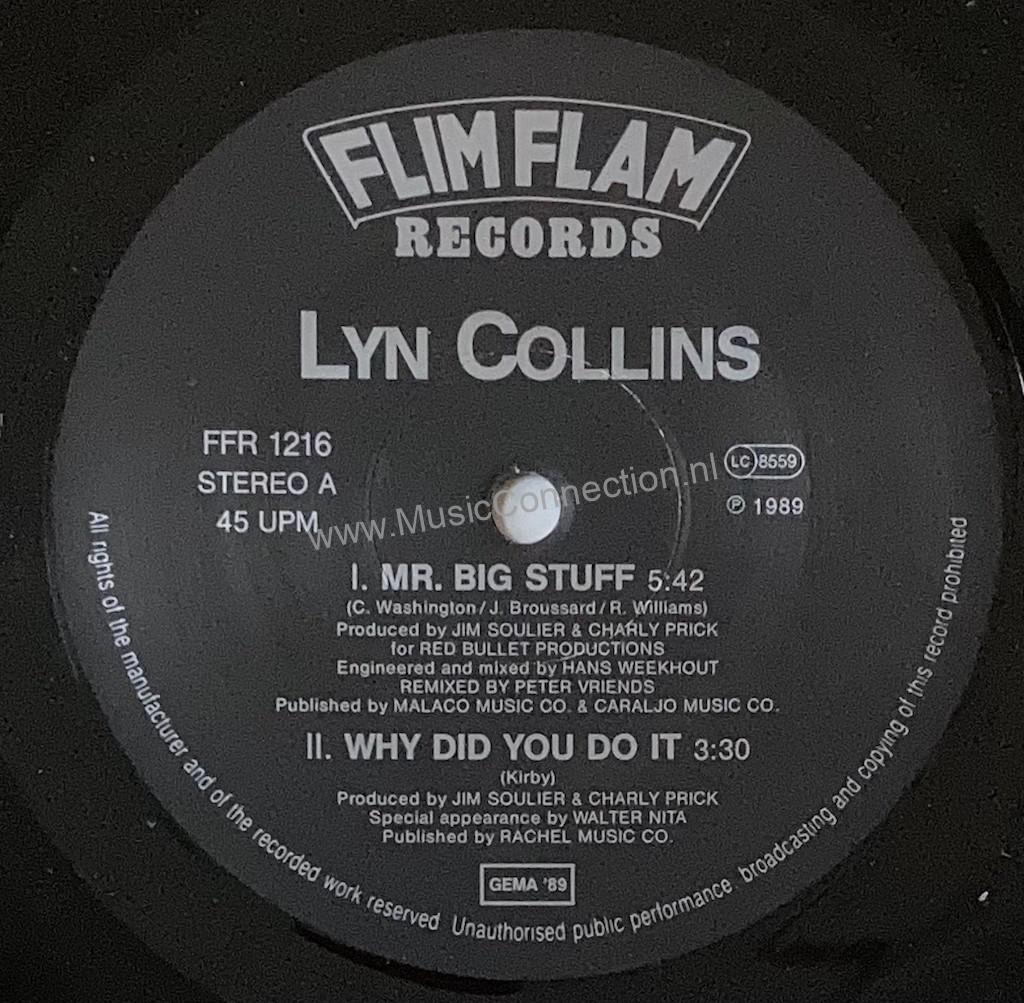 FLIM FLAM
RECORDS
LYN COLLINS
FFR 1216
STEREO A
45 UPM
LC 8559
℗ 1989
www.MusicConnection.nl
I. MR. BIG STUFF 5:42
(C. Washington/J. Broussard/R. Williams)
Produced by JIM SOULIER & CHARLY PRICK
for RED BULLET PRODUCTIONS
Engineered and mixed by HANS WEEKHOUT
REMIXED BY PETER VRIENDS
Published by MALACO MUSIC CO. & CARALJO MUSIC CO.
II. WHY DID YOU DO IT 3:30
(Kirby)
Produced by JIM SOULIER & CHARLY PRICK
Special appearance by WALTER NITA
Published by RACHEL MUSIC CO.
GEMA '89
All rights of the manufacturer and of the recorded work reserved Unauthorised public performance broadcasting and copying of this record prohibited